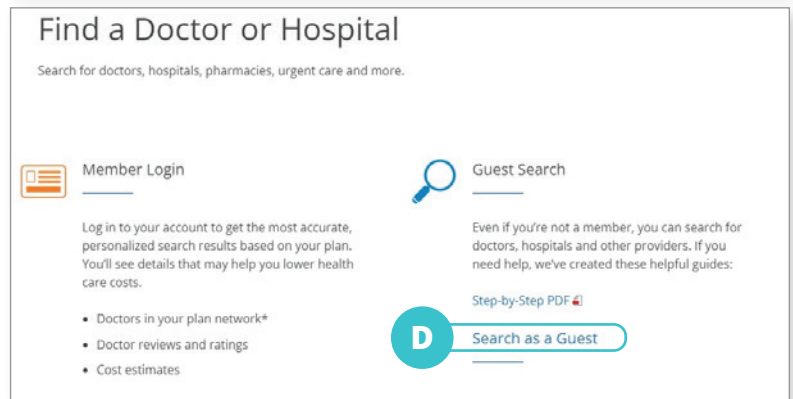 Find a Doctor or Hospital
Search for doctors, hospitals, pharmacies, urgent care and more.
Member Login
Log in to your account to get the most accurate,
personalized search results based on your plan.
You'll see details that may help you lower health
care costs.
• Doctors in your plan network*
• Doctor reviews and ratings
• Cost estimates
Guest Search
Even if you're not a member, you can search for
doctors, hospitals and other providers. If you
need help, we've created these helpful guides:
Step-by-Step PDF
D
Search as a Guest